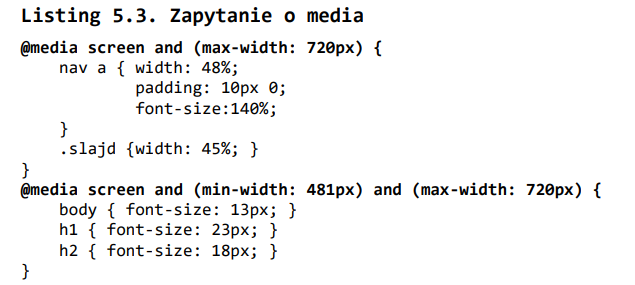 Listing 5.3. Zapytanie o media
@media screen and (max-width: 720px) {
    nav a { width: 48%;
            padding: 10px 0;
            font-size:140%;
    }
    .slajd {width: 45%; }
}
@media screen and (min-width: 481px) and (max-width: 720px) {
    body { font-size: 13px; }
    h1 { font-size: 23px; }
    h2 { font-size: 18px; }
}